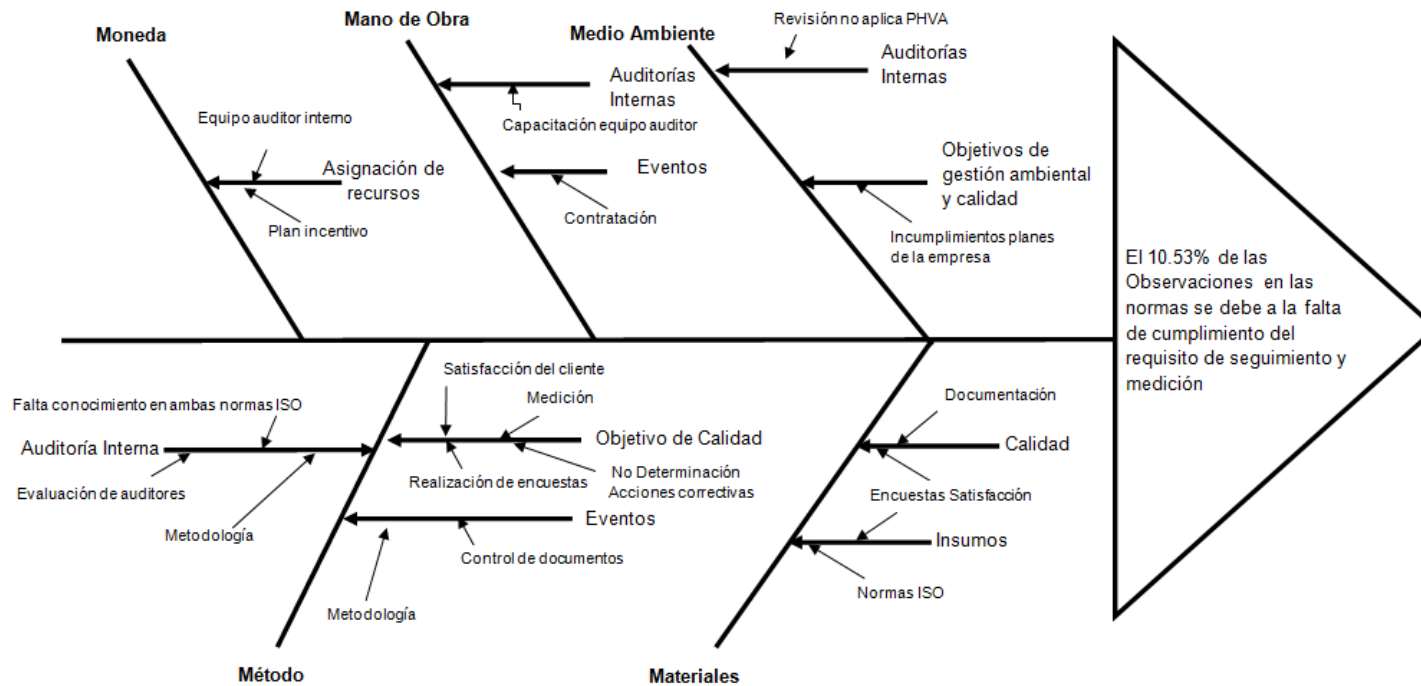 Moneda
Mano de Obra
Medio Ambiente
Revisión no aplica PHVA
Auditorías
Internas
Auditorías
Internas
Capacitación equipo auditor
Equipo auditor interno
Asignación de
recursos
Plan incentivo
Eventos
Contratación
Objetivos de
gestión ambiental
y calidad
Incumplimientos planes
de la empresa
El 10.53% de las
Observaciones en las
normas se debe a la falta
de cumplimiento del
requisito de seguimiento y
medición
Falta conocimiento en ambas normas ISO
Auditoría Interna
Evaluación de auditores
Metodología
Satisfacción del cliente
Medición
Objetivo de Calidad
Realización de encuestas
No Determinación
Acciones correctivas
Eventos
Control de documentos
Metodología
Documentación
Calidad
Encuestas Satisfacción
Insumos
Normas ISO
Método
Materiales